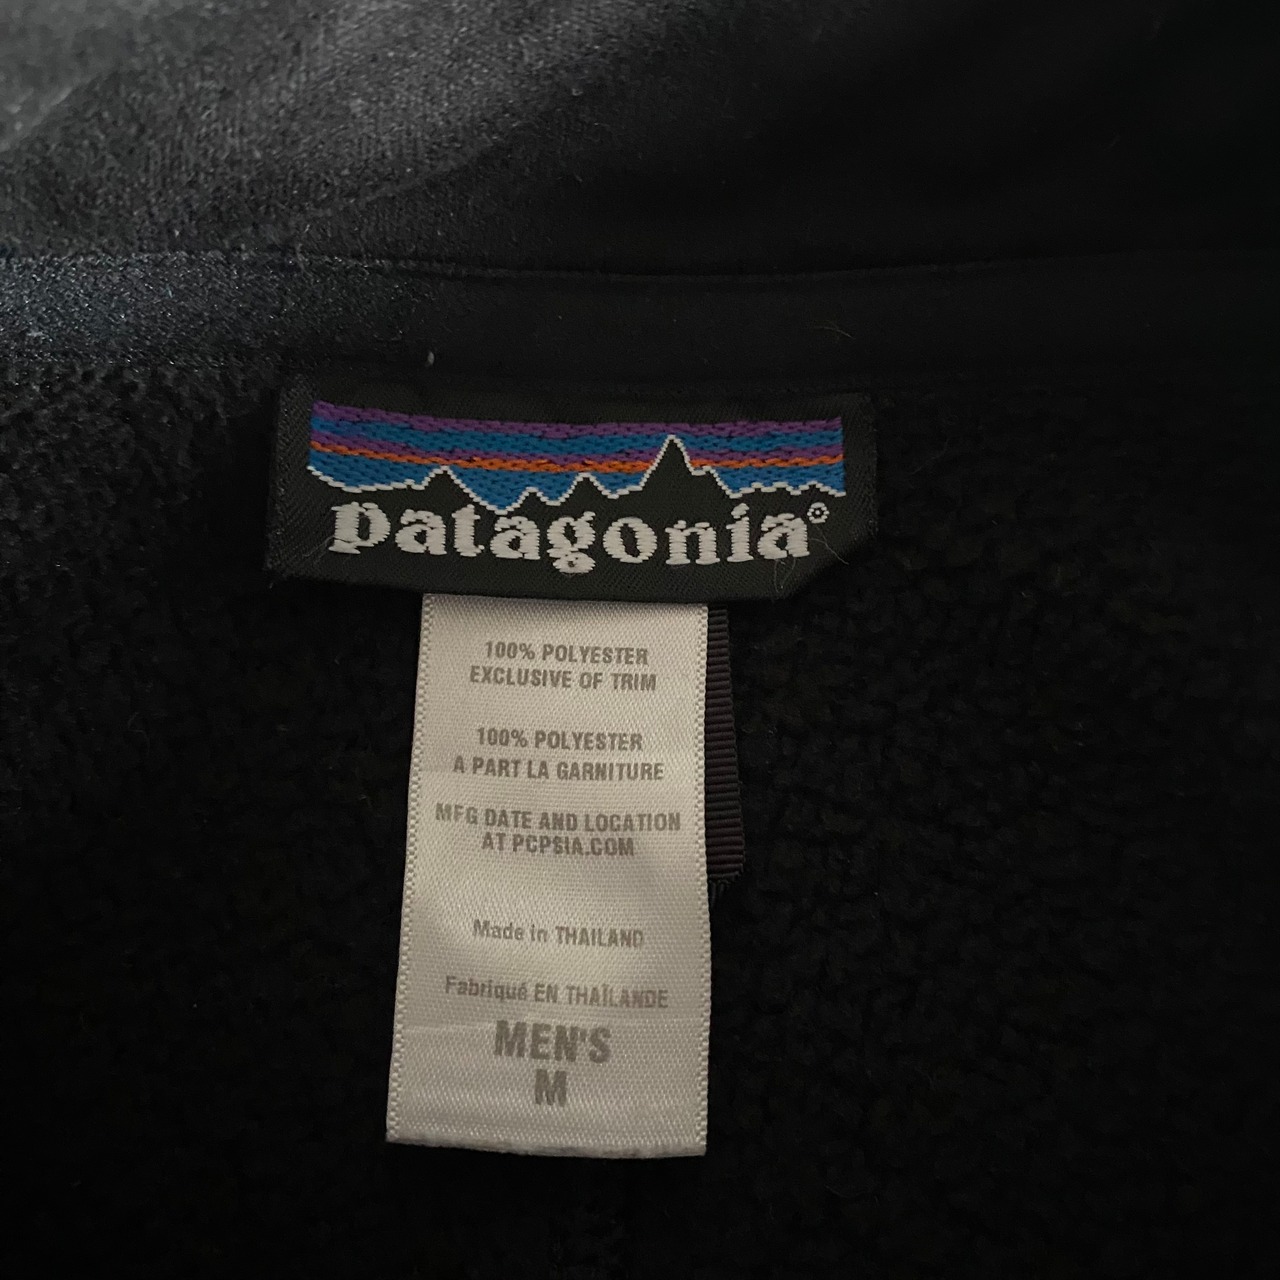 patagonia®
100% POLYESTER
EXCLUSIVE OF TRIM
100% POLYESTER
A PART LA GARNITURE
MFG DATE AND LOCATION
AT PCPSIA.COM
Made in THAILAND
Fabriqué EN THAÏLANDE
MEN'S
M